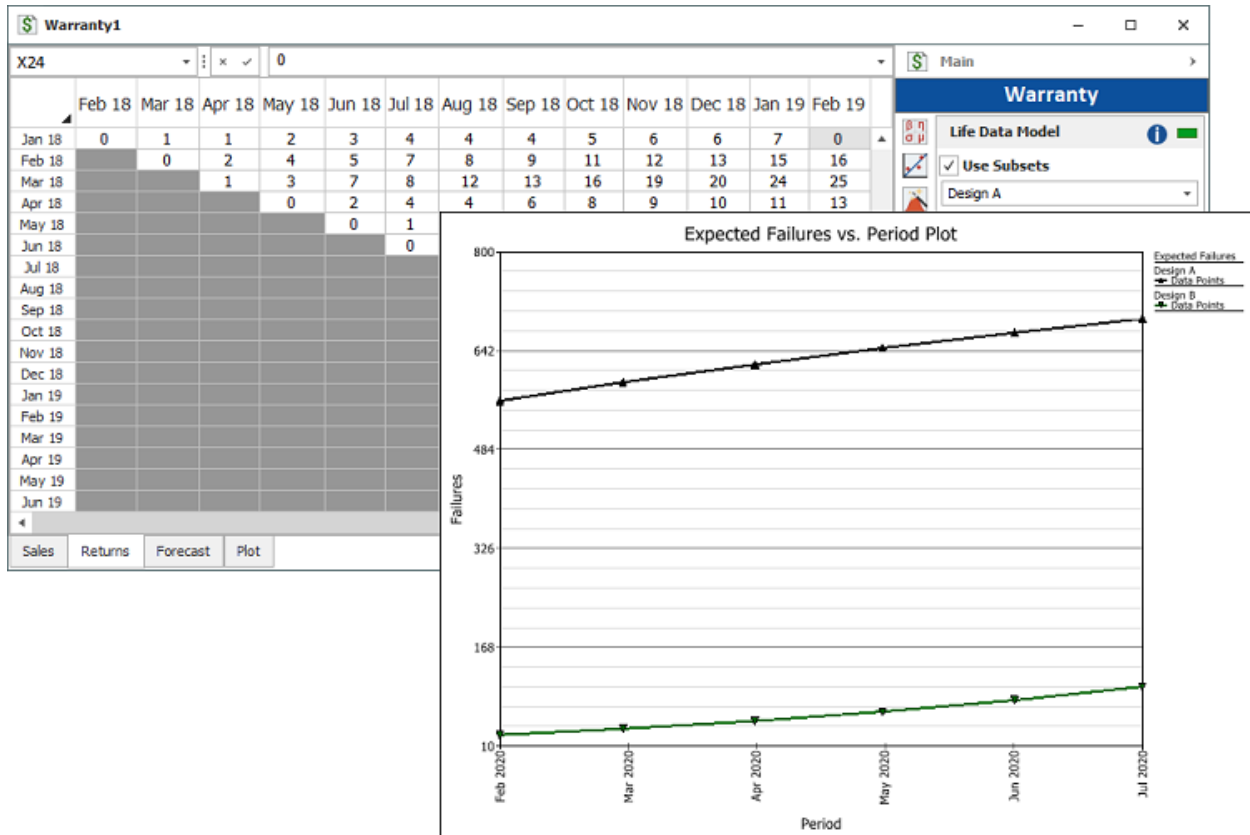 Warranty1
X24 0 Main
Warranty
Feb 18 Mar 18 Apr 18 May 18 Jun 18 Jul 18 Aug 18 Sep 18 Oct 18 Nov 18 Dec 18 Jan 19 Feb 19
Jan 18 0 1 1 2 3 4 4 4 5 6 6 7 0
Feb 18 0 2 4 5 7 8 9 11 12 13 15 16
Mar 18 1 3 7 8 12 13 16 19 20 24 25
Apr 18 0 2 4 4 6 8 9 10 11 13
May 18 0 1
Jun 18 0
Jul 18
Aug 18
Sep 18
Oct 18
Nov 18
Dec 18
Jan 19
Feb 19
Mar 19
Apr 19
May 19
Jun 19
Sales Returns Forecast Plot
β η
σ μ
Life Data Model
Use Subsets
Design A
Expected Failures vs. Period Plot
Expected Failures
Design A
Data Points
Design B
Data Points
Failures
800
642
484
326
168
10
Feb 2020
Mar 2020
Apr 2020
May 2020
Jun 2020
Jul 2020
Period